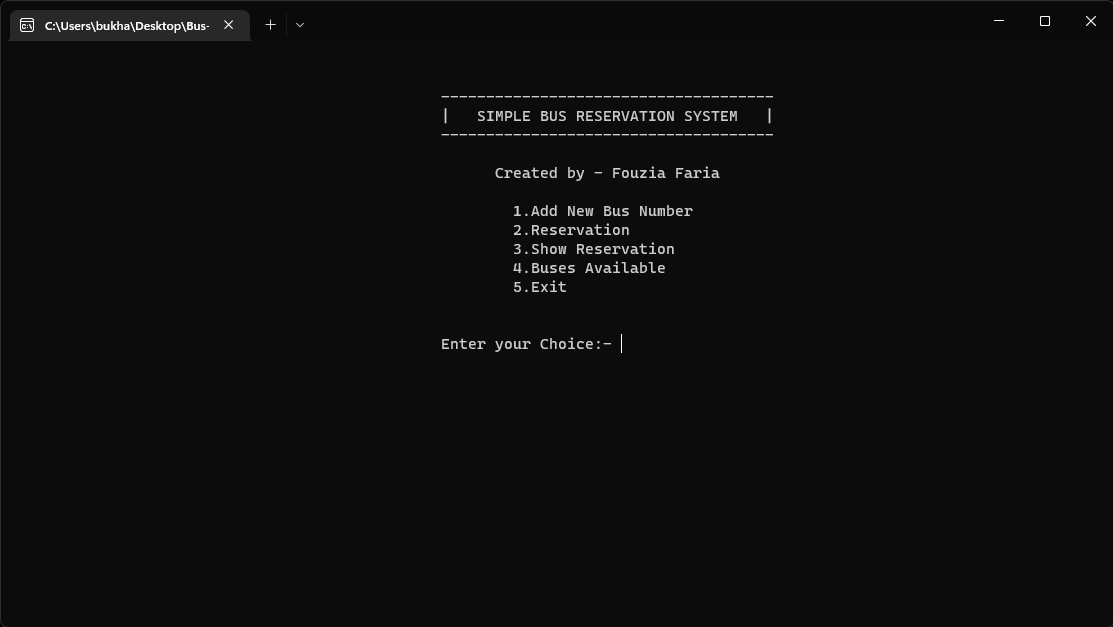 C:\Users\bukha\Desktop\Bus-
-------------------------------------
|   SIMPLE BUS RESERVATION SYSTEM   |
-------------------------------------
Created by - Fouzia Faria
1.Add New Bus Number
2.Reservation
3.Show Reservation
4.Buses Available
5.Exit
Enter your Choice:-